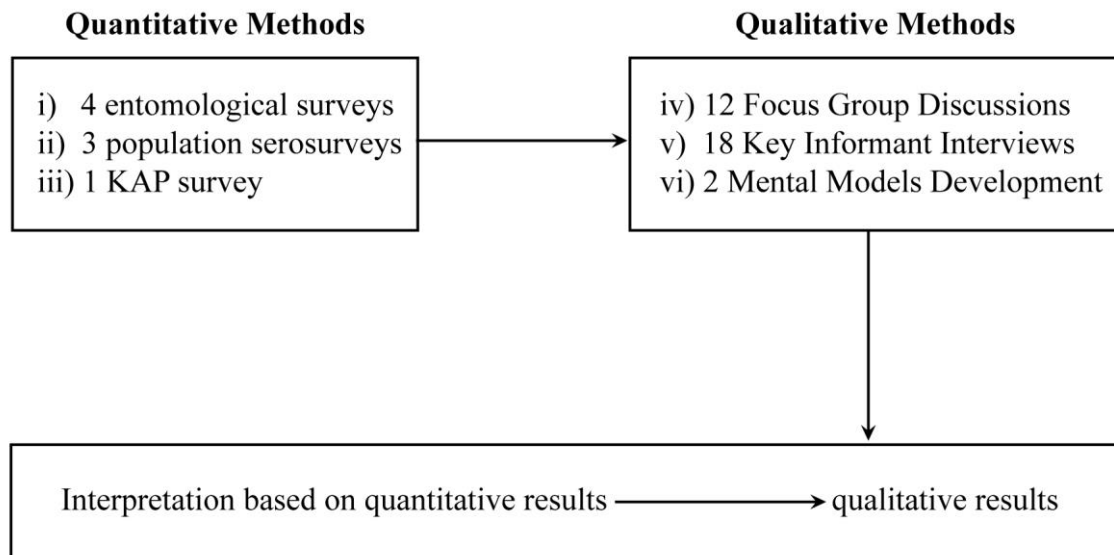 Quantitative Methods
i) 4 entomological surveys
ii) 3 population serosurveys
iii) 1 KAP survey
Qualitative Methods
iv) 12 Focus Group Discussions
v) 18 Key Informant Interviews
vi) 2 Mental Models Development
Interpretation based on quantitative results qualitative results